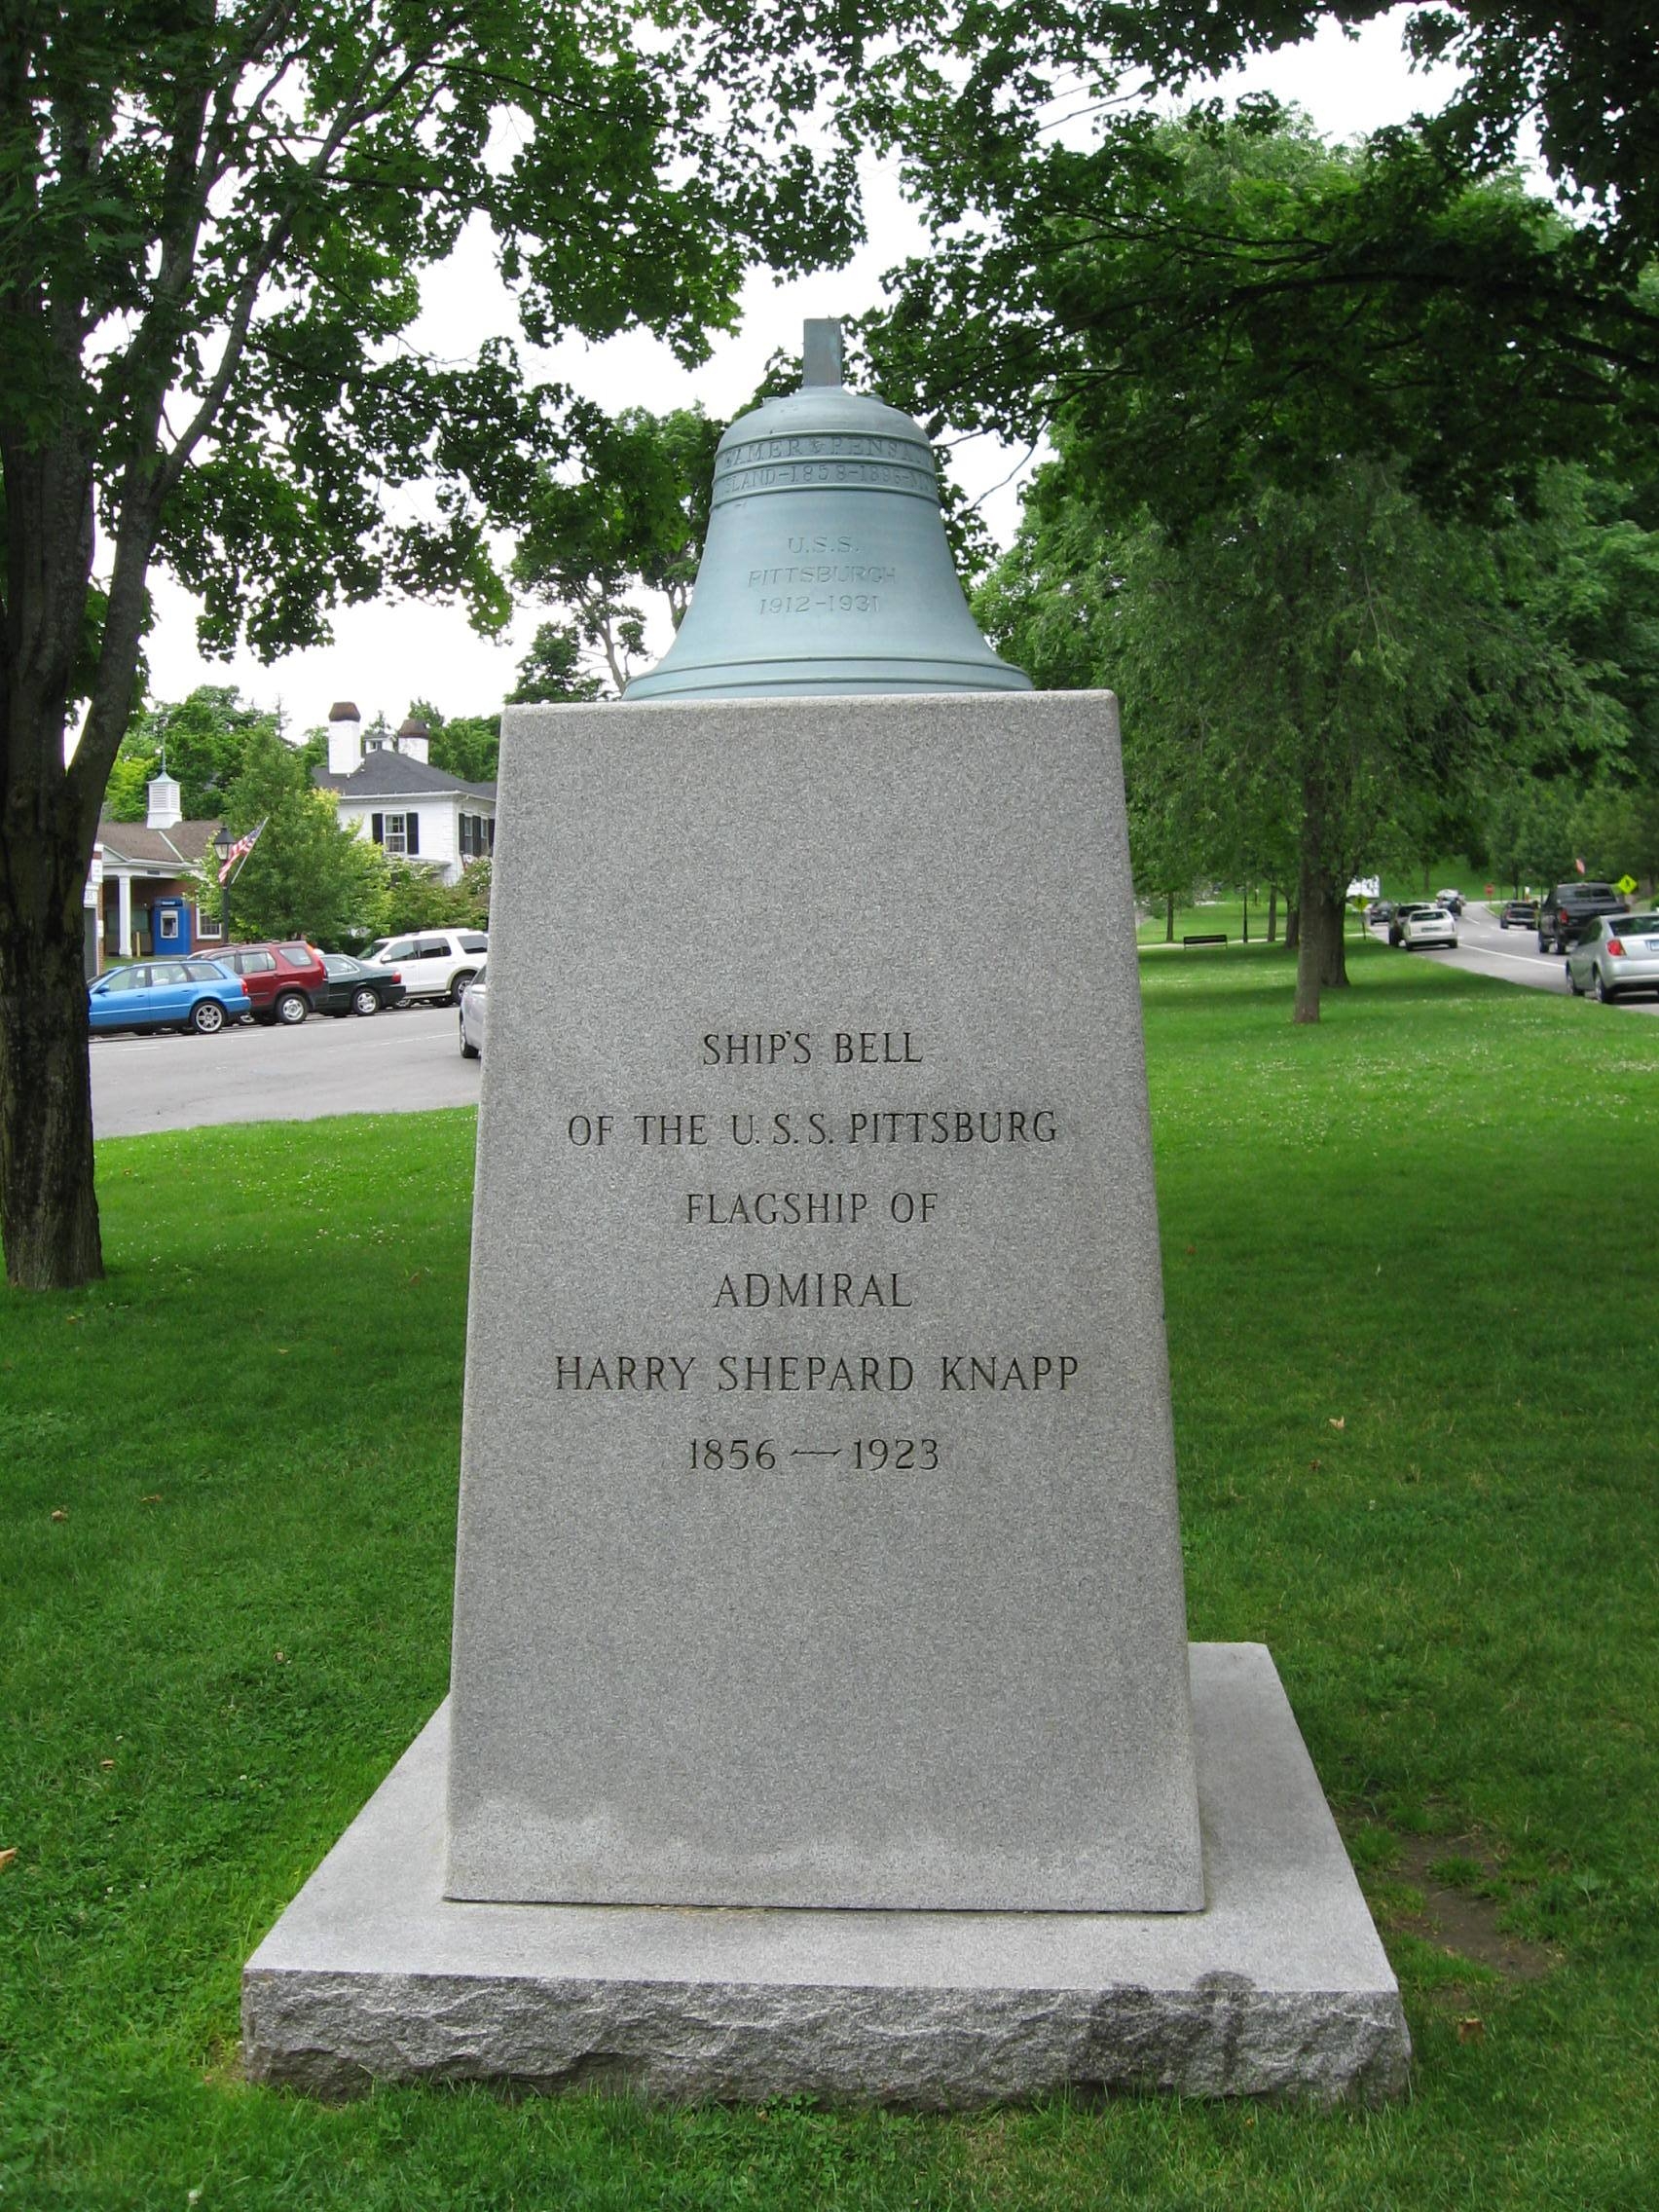 U.S.S.
PITTSBURGH
1912-1931
SHIP'S BELL
OF THE U.S.S. PITTSBURG
FLAGSHIP OF
ADMIRAL
HARRY SHEPARD KNAPP
1856 — 1923